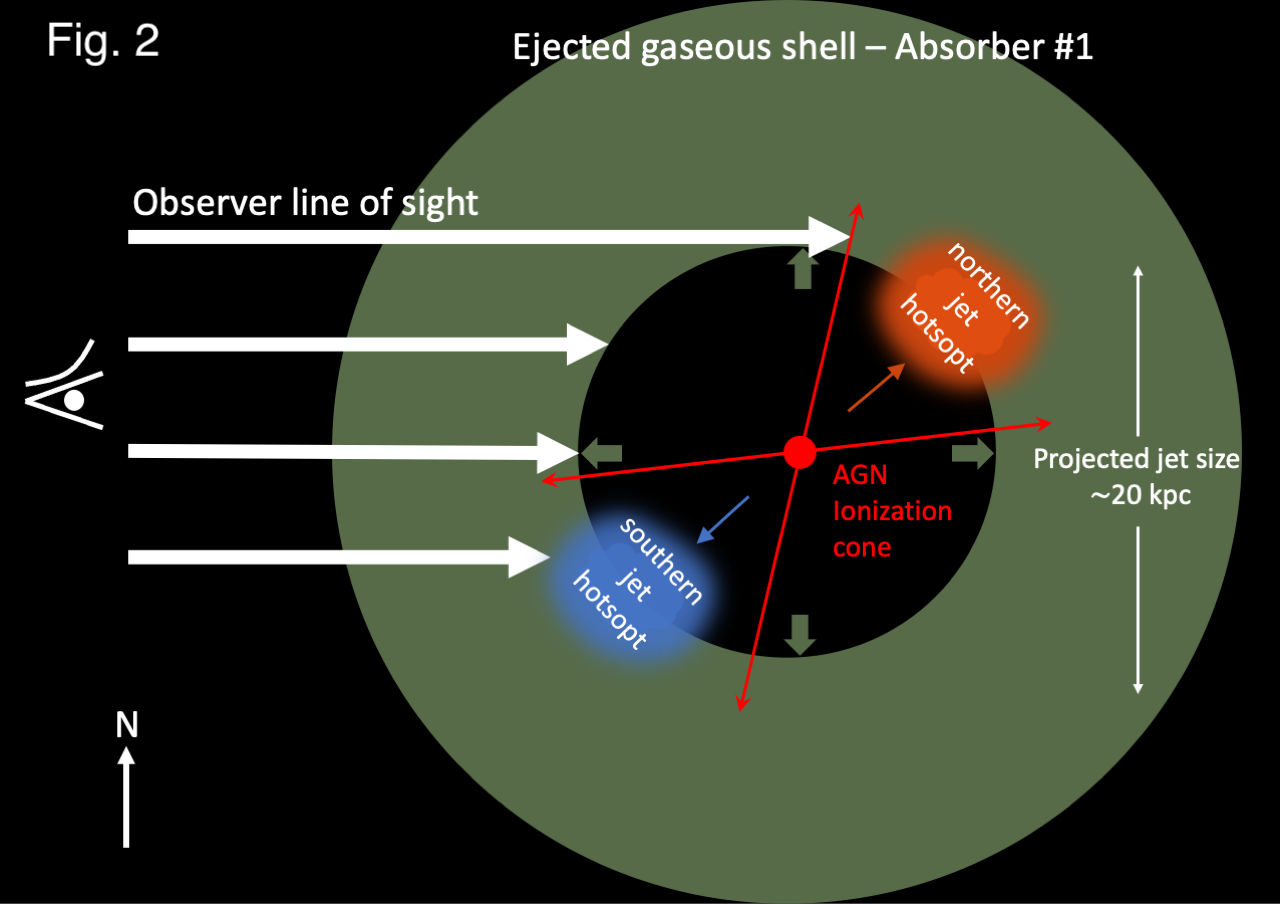 Fig. 2
Ejected gaseous shell – Absorber #1
Observer line of sight
northern
jet
hotsopt
Projected jet size
~20 kpc
AGN
Ionization
cone
southern
jet
hotsopt
N